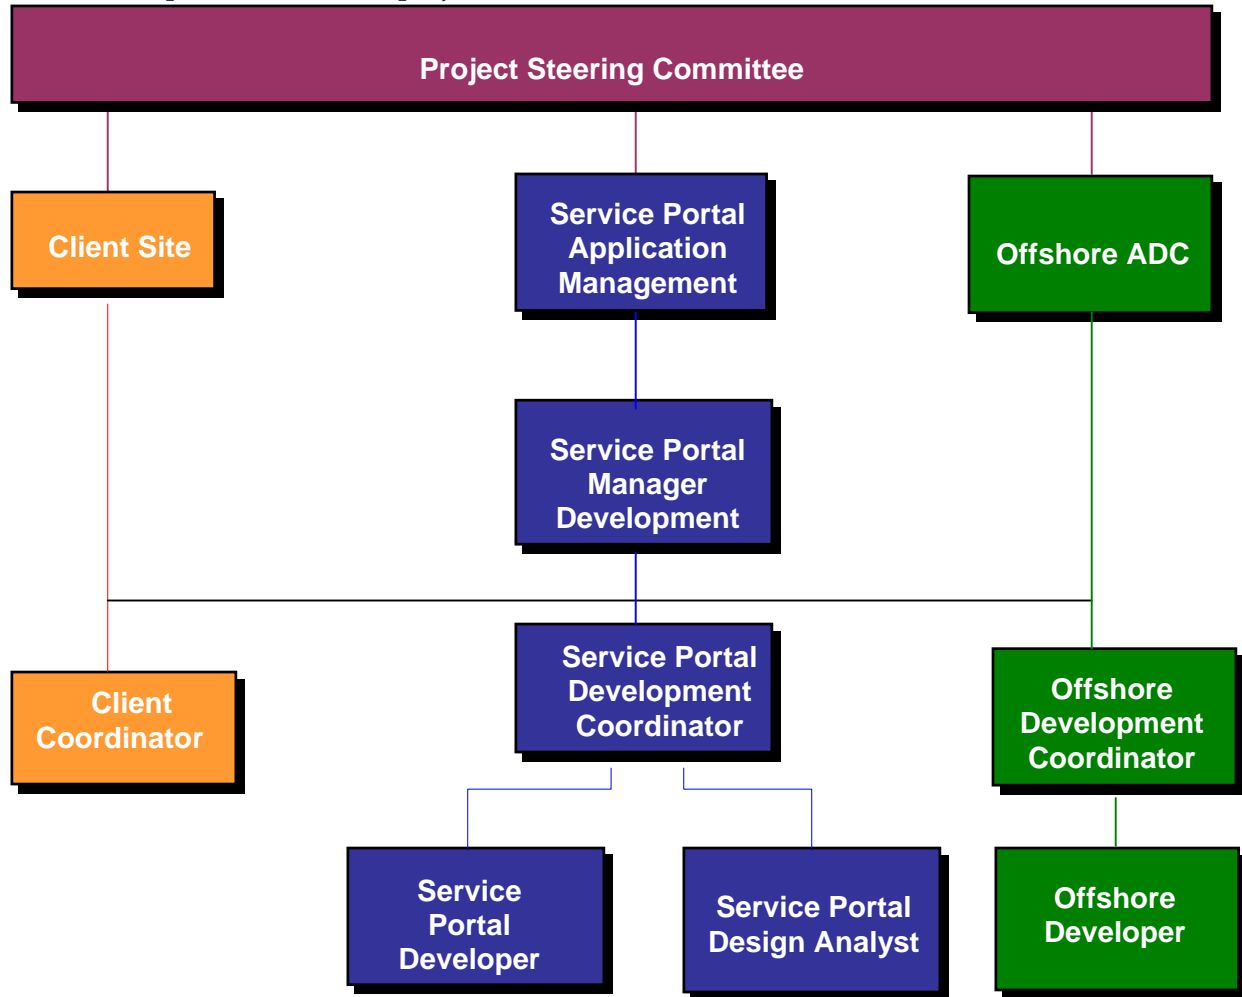 Project Steering Committee
Client Site
Service Portal
Application
Management
Offshore ADC
Service Portal
Manager
Development
Client
Coordinator
Service Portal
Development
Coordinator
Offshore
Development
Coordinator
Service
Portal
Developer
Service Portal
Design Analyst
Offshore
Developer